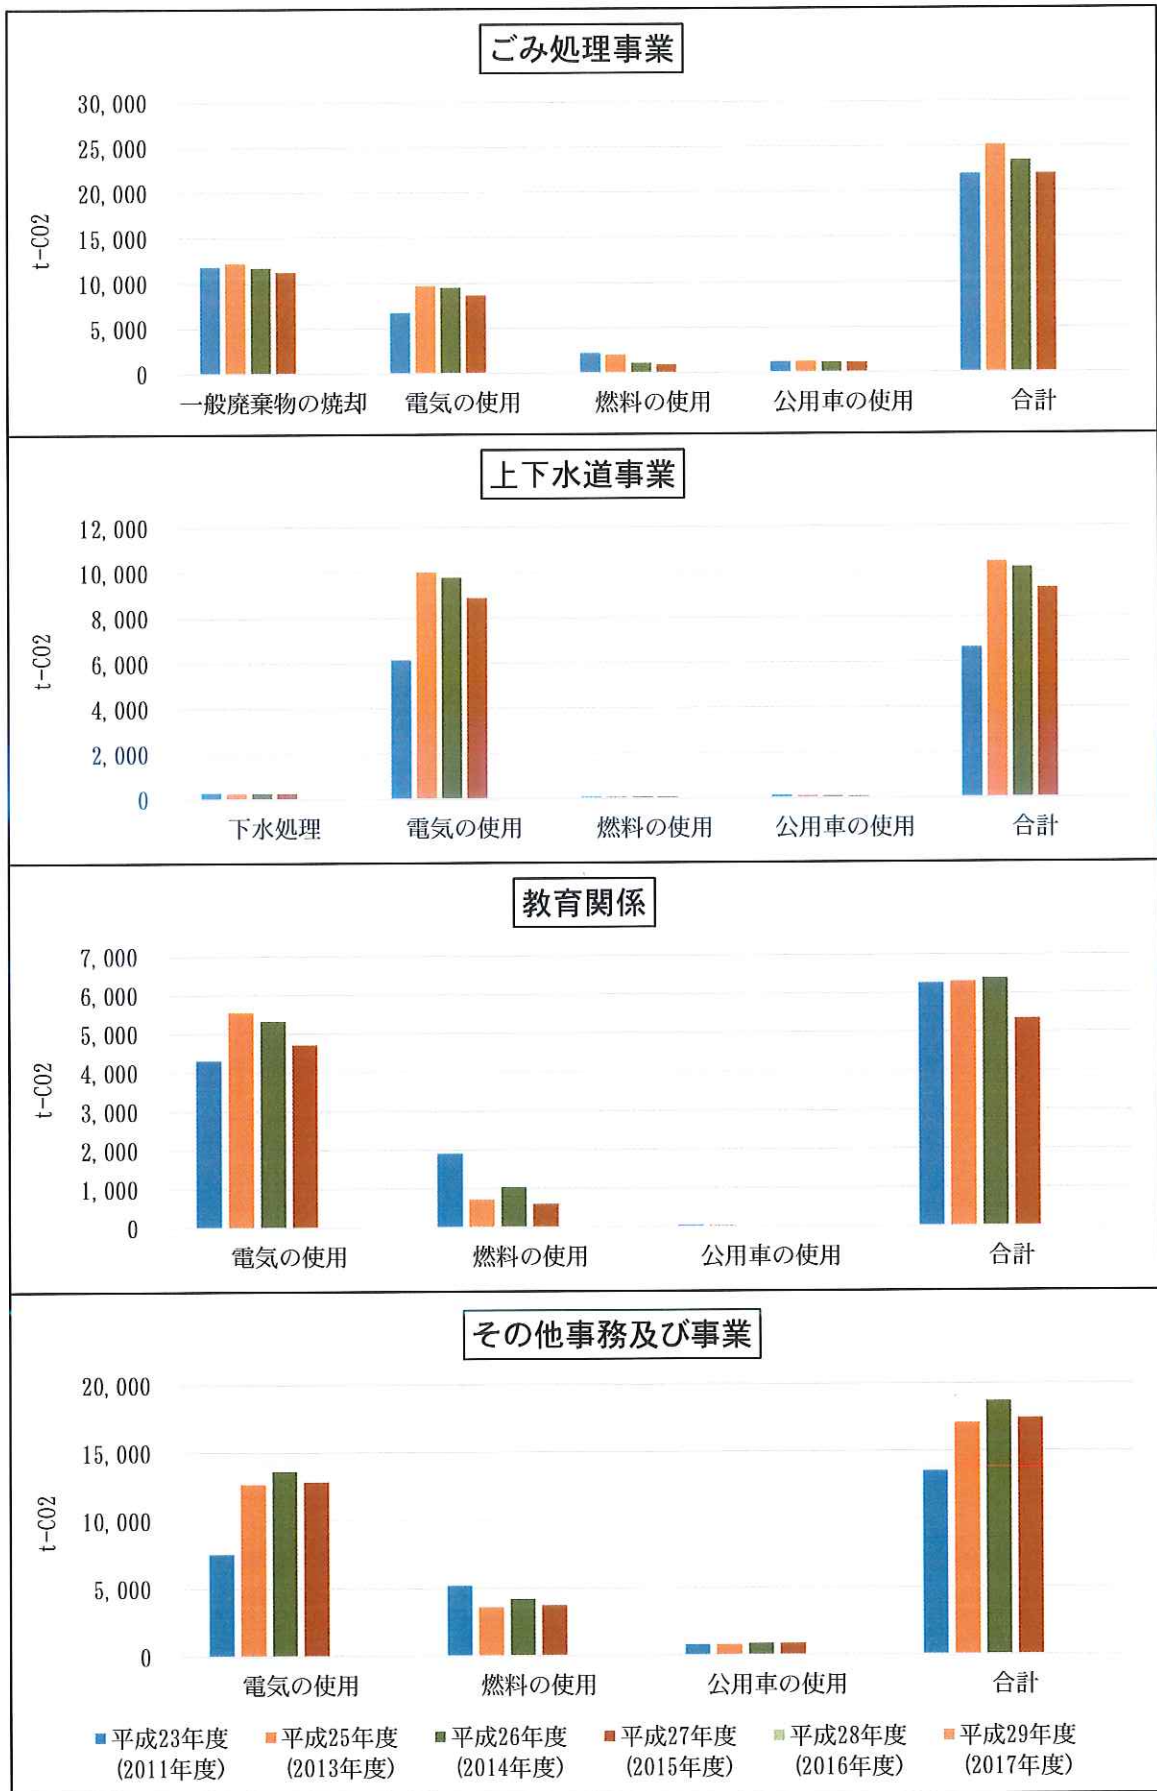 ごみ処理事業
30,000
25,000
20,000
15,000
10,000
5,000
0
t-CO2
一般廃棄物の焼却 電気の使用 燃料の使用 公用車の使用 合計
上下水道事業
12,000
10,000
8,000
6,000
4,000
2,000
0
t-CO2
下水処理 電気の使用 燃料の使用 公用車の使用 合計
教育関係
7,000
6,000
5,000
4,000
3,000
2,000
1,000
0
t-CO2
電気の使用 燃料の使用 公用車の使用 合計
その他事務及び事業
20,000
15,000
10,000
5,000
0
t-CO2
電気の使用 燃料の使用 公用車の使用 合計
平成23年度 平成25年度 平成26年度 平成27年度 平成28年度 平成29年度
(2011年度) (2013年度) (2014年度) (2015年度) (2016年度) (2017年度)